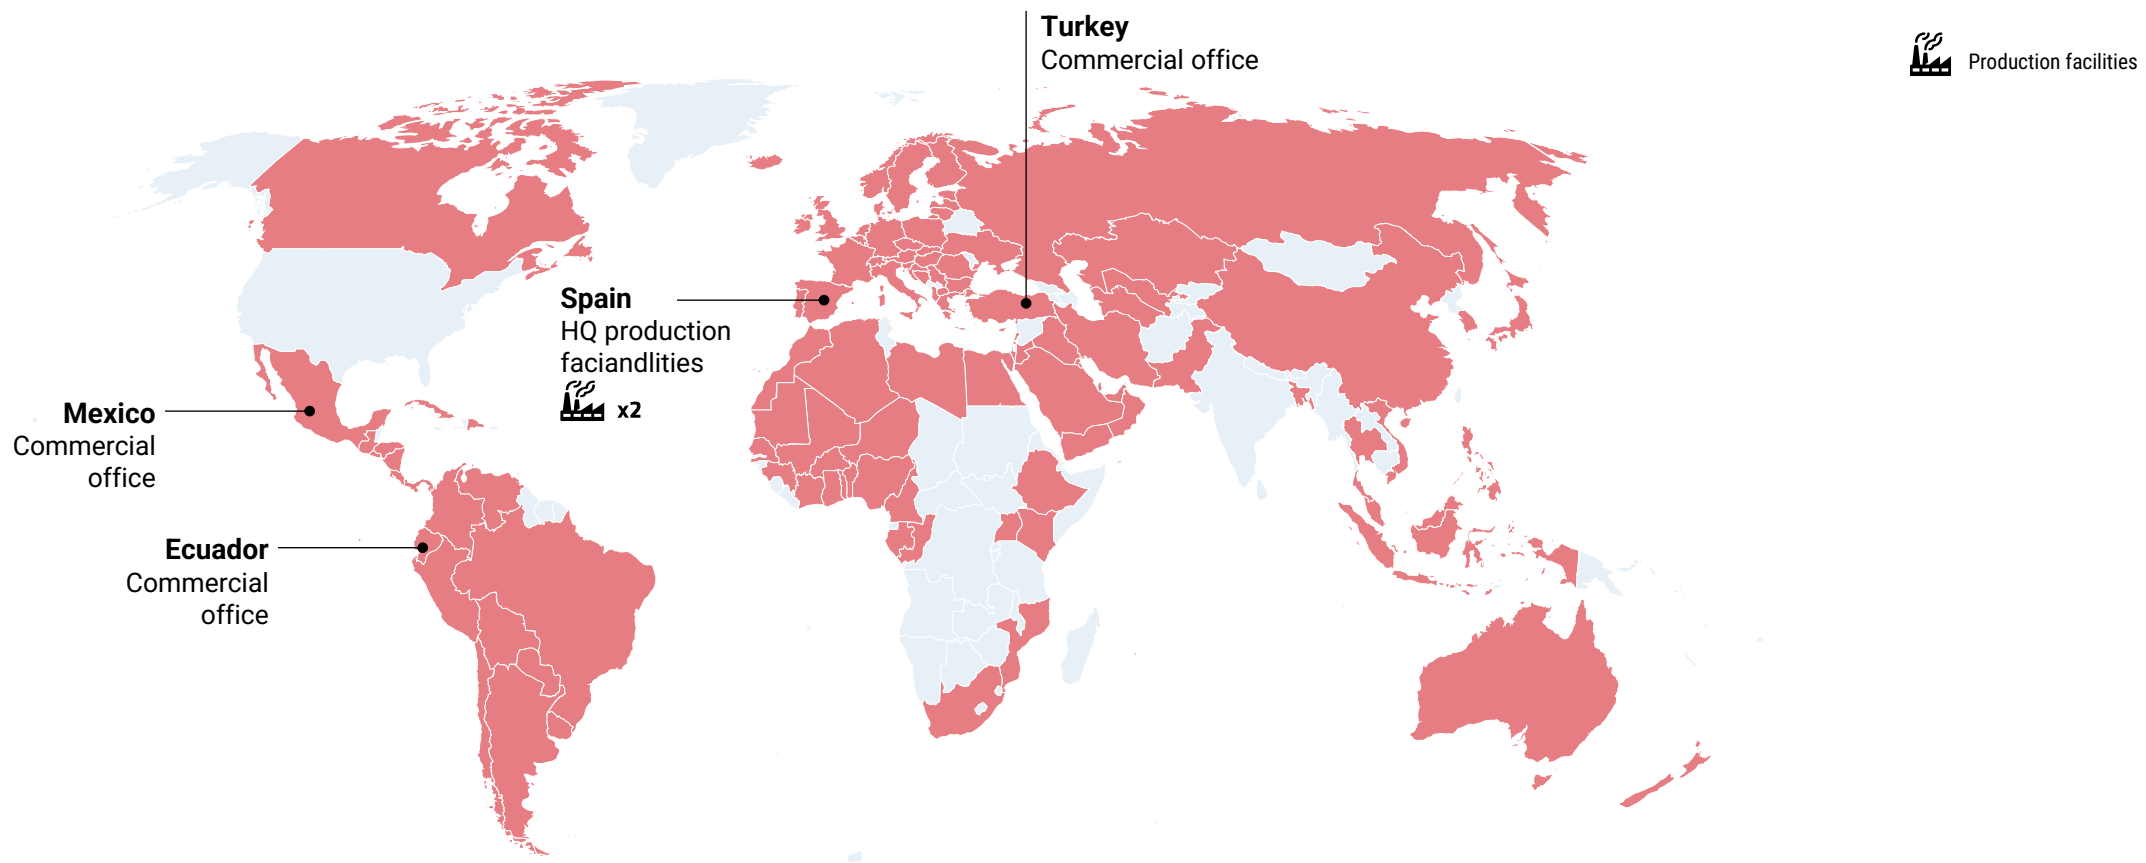 Turkey
Commercial office
Production facilities
Spain
HQ production
faciandlities
x2
Mexico
Commercial
office
Ecuador
Commercial
office